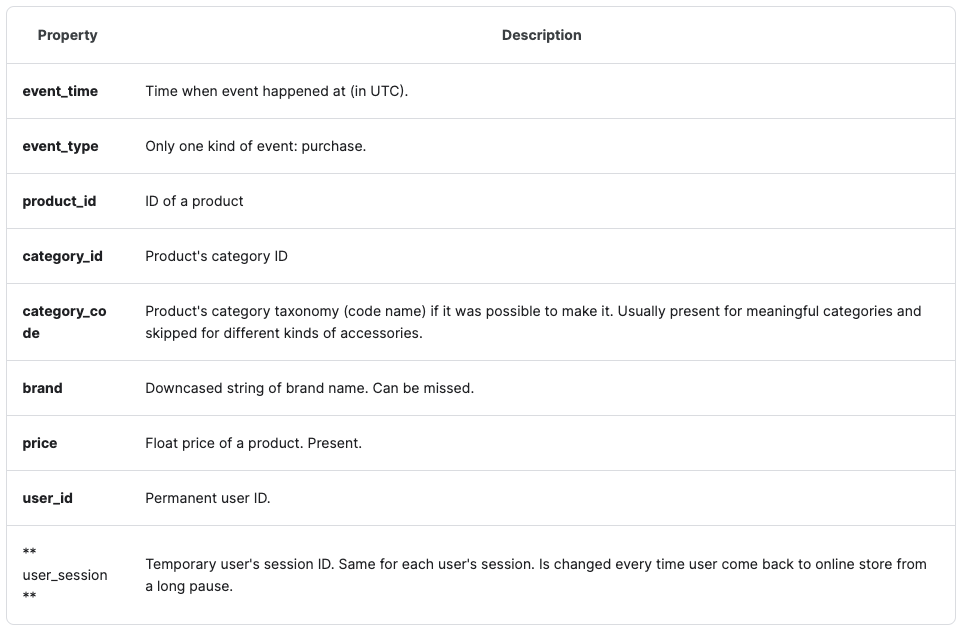 Property Description
event_time Time when event happened at (in UTC).
event_type Only one kind of event: purchase.
product_id ID of a product
category_id Product's category ID
category_co
de
Product's category taxonomy (code name) if it was possible to make it. Usually present for meaningful categories and
skipped for different kinds of accessories.
brand Downcased string of brand name. Can be missed.
price Float price of a product. Present.
user_id Permanent user ID.
**
user_session
**
Temporary user's session ID. Same for each user's session. Is changed every time user come back to online store from
a long pause.